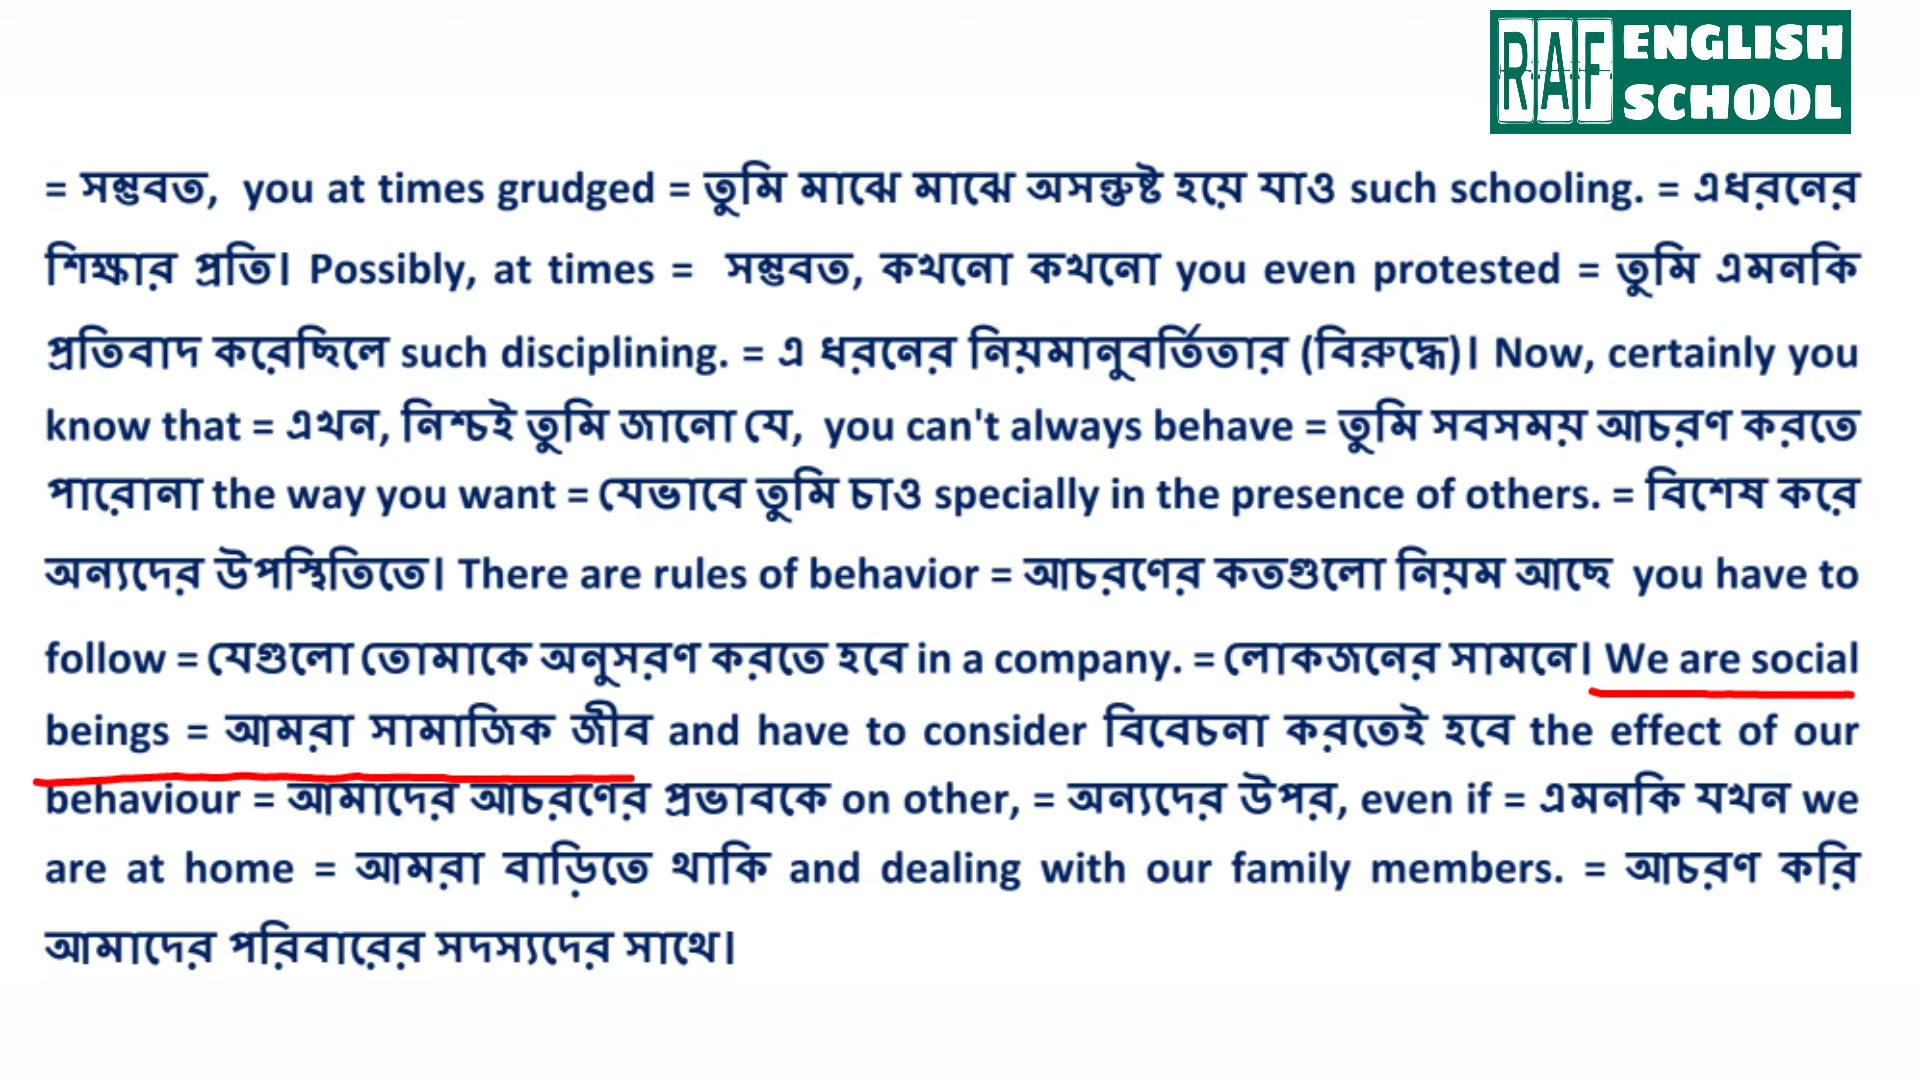 RAF ENGLISH
SCHOOL
= সম্ভবত, you at times grudged = তুমি মাঝে মাঝে অসন্তুষ্ট হয়ে যাও such schooling. = এধরনের
শিক্ষার প্রতি। Possibly, at times = সম্ভবত, কখনো কখনো you even protested = তুমি এমনকি
প্রতিবাদ করেছিলে such disciplining. = এ ধরনের নিয়মানুবর্তিতার (বিরুদ্ধে)। Now, certainly you
know that = এখন, নিশ্চই তুমি জানো যে, you can't always behave = তুমি সবসময় আচরণ করতে
পারোনা the way you want = যেভাবে তুমি চাও specially in the presence of others. = বিশেষ করে
অন্যদের উপস্থিতিতে। There are rules of behavior = আচরণের কতগুলো নিয়ম আছে you have to
follow = যেগুলো তোমাকে অনুসরণ করতে হবে in a company. = লোকজনের সামনে। We are social
beings = আমরা সামাজিক জীব and have to consider বিবেচনা করতেই হবে the effect of our
behaviour = আমাদের আচরণের প্রভাবকে on other, = অন্যদের উপর, even if = এমনকি যখন we
are at home = আমরা বাড়িতে থাকি and dealing with our family members. = আচরণ করি
আমাদের পরিবারের সদস্যদের সাথে।